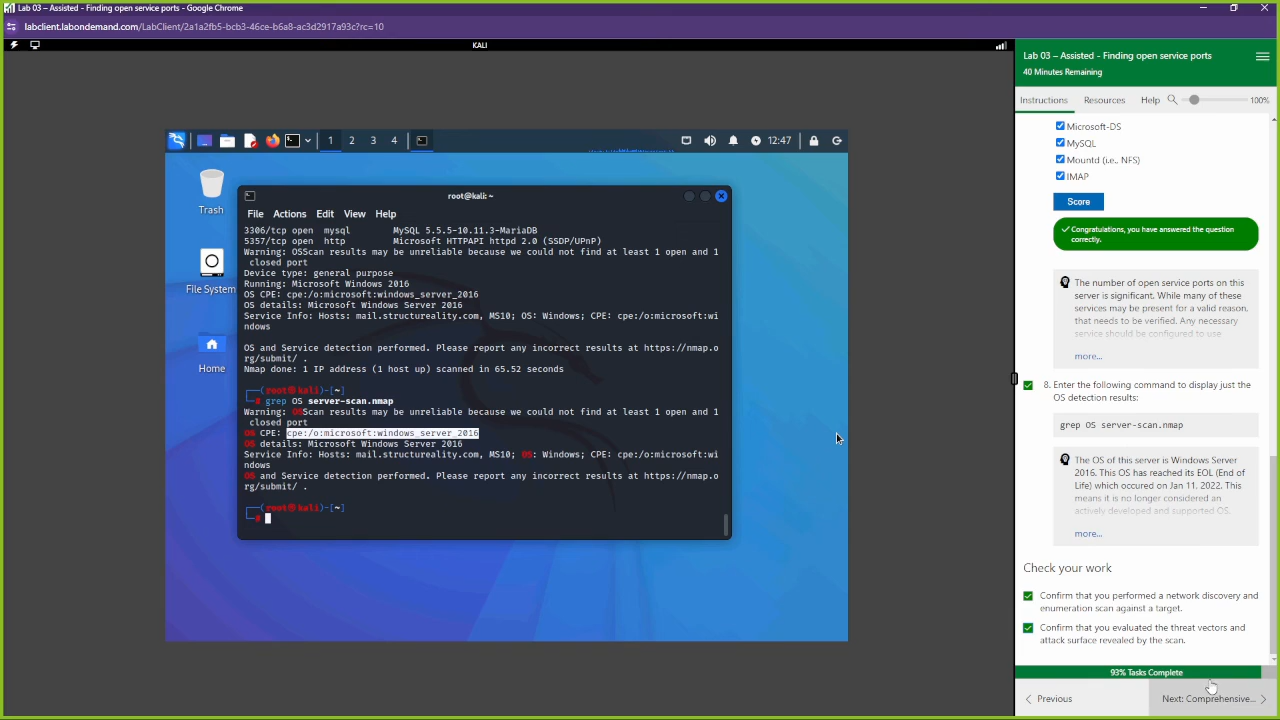 Lab 03 – Assisted - Finding open service ports - Google Chrome
labclient.labondemand.com/LabClient/2a1a2fb5-bcb3-46ce-b6a8-ac3d2917a93c?rc=10
KALI
1 2 3 4
12:47
Trash
File System
Home
root@kali: ~
File Actions Edit View Help
3306/tcp open  mysql         MySQL 5.5.5-10.11.3-MariaDB
5357/tcp open  http          Microsoft HTTPAPI httpd 2.0 (SSDP/UPnP)
Warning: OSScan results may be unreliable because we could not find at least 1 open and 1
closed port
Device type: general purpose
Running: Microsoft Windows 2016
OS CPE: cpe:/o:microsoft:windows_server_2016
OS details: Microsoft Windows Server 2016
Service Info: Hosts: mail.structureality.com, MS10; OS: Windows; CPE: cpe:/o:microsoft:wi
ndows
OS and Service detection performed. Please report any incorrect results at https://nmap.o
rg/submit/ .
Nmap done: 1 IP address (1 host up) scanned in 65.52 seconds
(root@kali)-[~]
# grep OS server-scan.nmap
Warning: OSScan results may be unreliable because we could not find at least 1 open and 1
closed port
OS CPE: cpe:/o:microsoft:windows_server_2016
OS details: Microsoft Windows Server 2016
Service Info: Hosts: mail.structureality.com, MS10; OS: Windows; CPE: cpe:/o:microsoft:wi
ndows
OS and Service detection performed. Please report any incorrect results at https://nmap.o
rg/submit/ .
(root@kali)-[~]
#
Lab 03 – Assisted - Finding open service ports
40 Minutes Remaining
Instructions Resources Help 100%
Microsoft-DS
MySQL
Mountd (i.e., NFS)
IMAP
Score
Congratulations, you have answered the question
correctly.
The number of open service ports on this
server is significant. While many of these
services may be present for a valid reason,
that needs to be verified. Any necessary
service should be configured to use
more...
8. Enter the following command to display just the
OS detection results:
grep OS server-scan.nmap
The OS of this server is Windows Server
2016. This OS has reached its EOL (End of
Life) which occured on Jan 11, 2022. This
means it is no longer considered an
actively developed and supported OS.
more...
Check your work
Confirm that you performed a network discovery and
enumeration scan against a target.
Confirm that you evaluated the threat vectors and
attack surface revealed by the scan.
93% Tasks Complete
Previous
Next: Comprehensive...